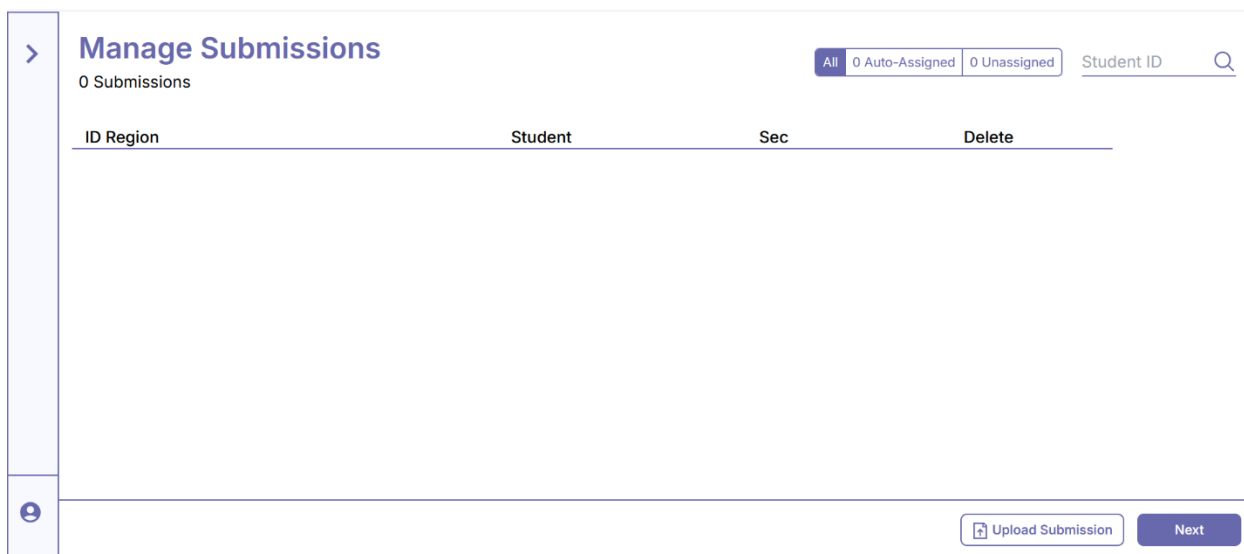 Manage Submissions
0 Submissions
All 0 Auto-Assigned 0 Unassigned Student ID
ID Region Student Sec Delete
Upload Submission Next